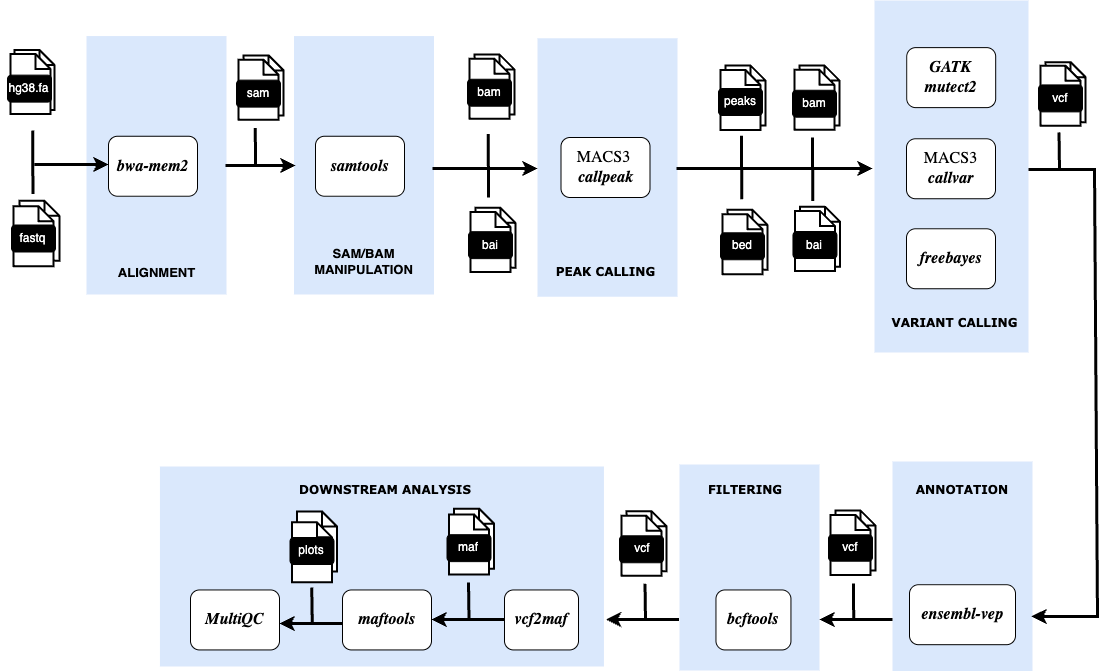 hg38.fa
fastq
bwa-mem2
ALIGNMENT
sam
samtools
SAM/BAM
MANIPULATION
bam
bai
MACS3
callpeak
PEAK CALLING
peaks
bam
bed
bai
GATK
mutect2
MACS3
callvar
freebayes
VARIANT CALLING
vcf
ANNOTATION
ensembl-vep
vcf
FILTERING
bcftools
vcf
DOWNSTREAM ANALYSIS
vcf2maf
maf
maftools
plots
MultiQC